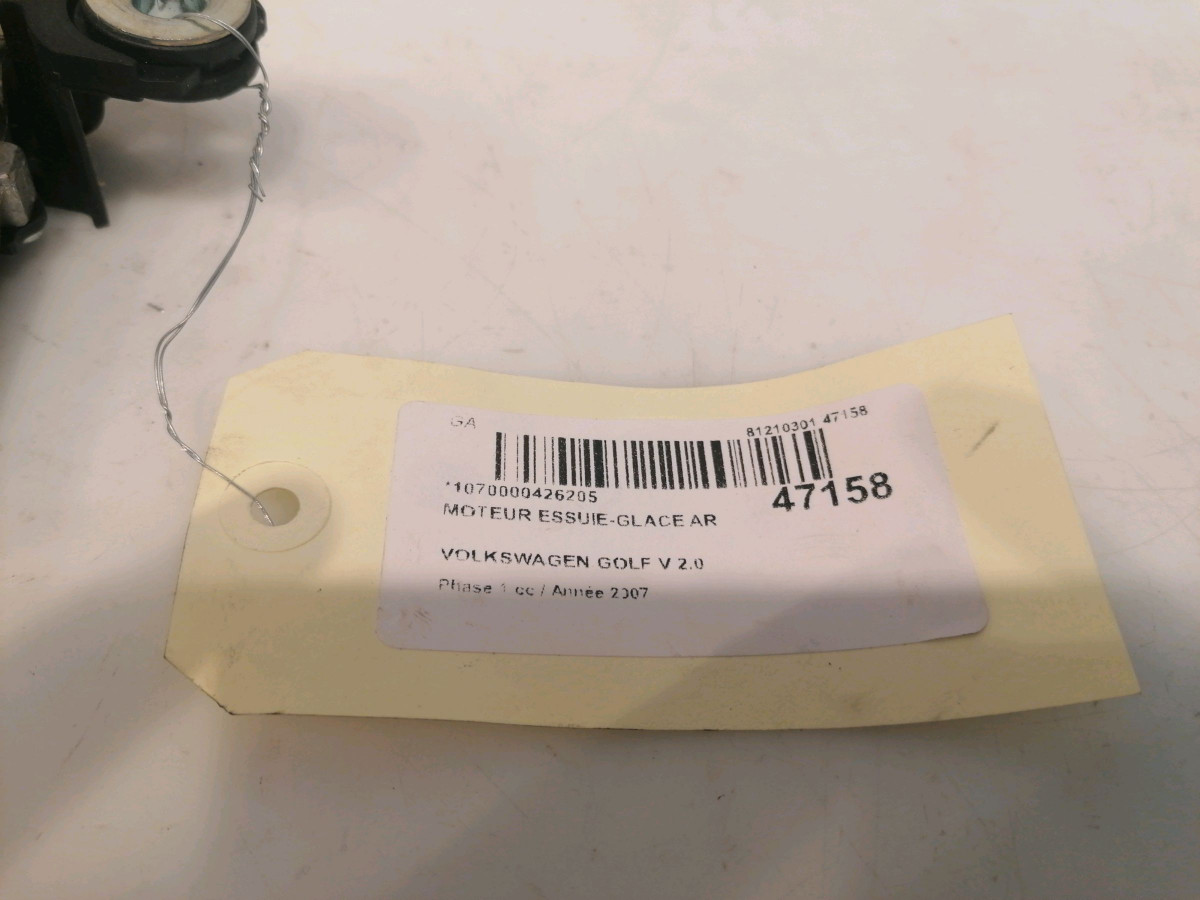 GA
81210301 47158
*1070000426205
47158
MOTEUR ESSUIE-GLACE AR
VOLKSWAGEN GOLF V 2.0
Phase 1 cc / Année 2007